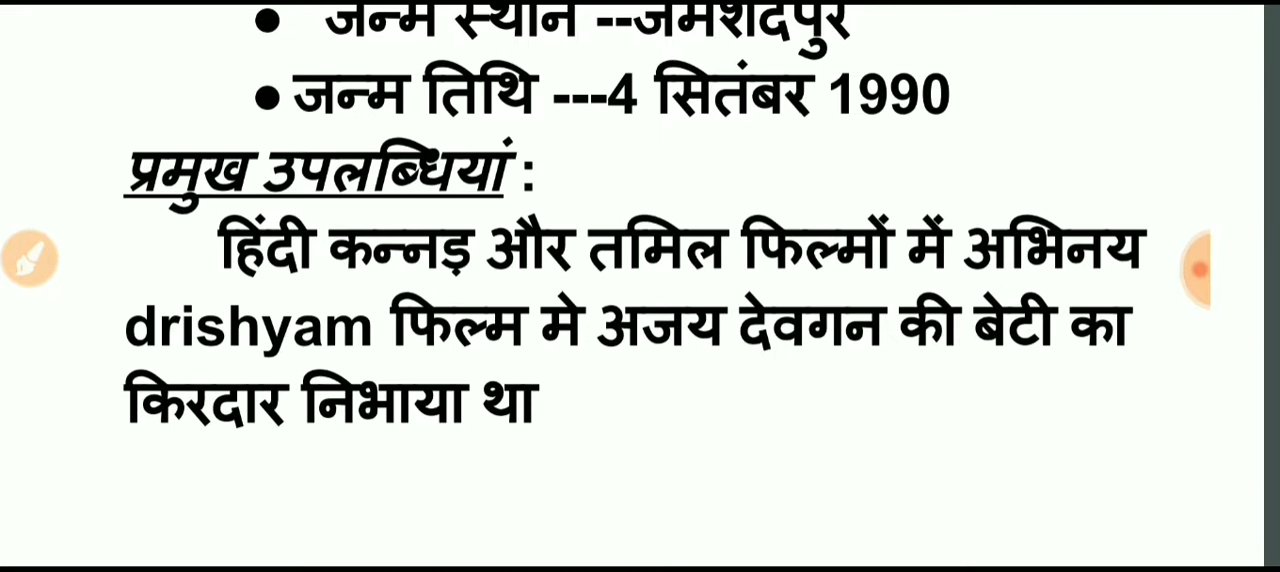 • जन्म स्थान --जमशेदपुर
• जन्म तिथि ---4 सितंबर 1990
प्रमुख उपलब्धियां :
हिंदी कन्नड़ और तमिल फिल्मों में अभिनय
drishyam फिल्म मे अजय देवगन की बेटी का
किरदार निभाया था